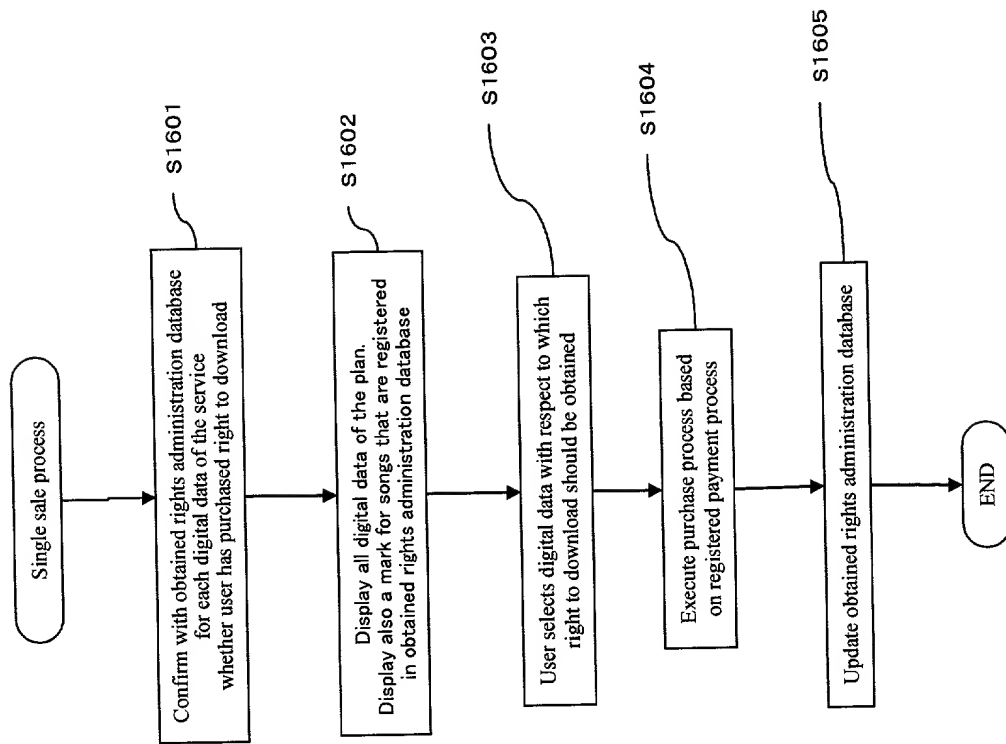 Single sale process
Confirm with obtained rights administration database
for each digital data of the service
whether user has purchased right to download
S1601
Display all digital data of the plan.
Display also a mark for songs that are registered
in obtained rights administration database
S1602
User selects digital data with respect to which
right to download should be obtained
S1603
Execute purchase process based
on registered payment process
S1604
Update obtained rights administration database
S1605
END